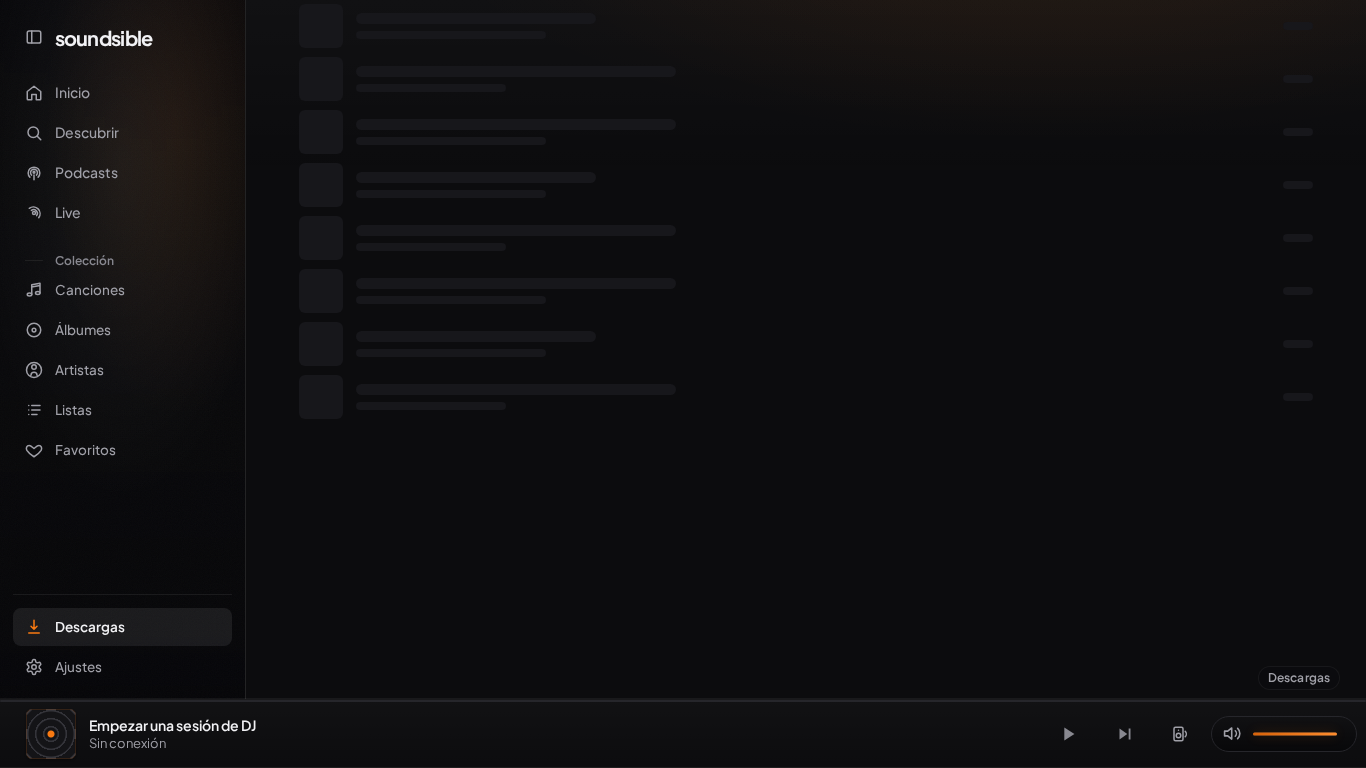 soundsible
Inicio
Descubrir
Podcasts
Live
Colección
Canciones
Álbumes
Artistas
Listas
Favoritos
Descargas
Ajustes
Descargas
Empezar una sesión de DJ
Sin conexión